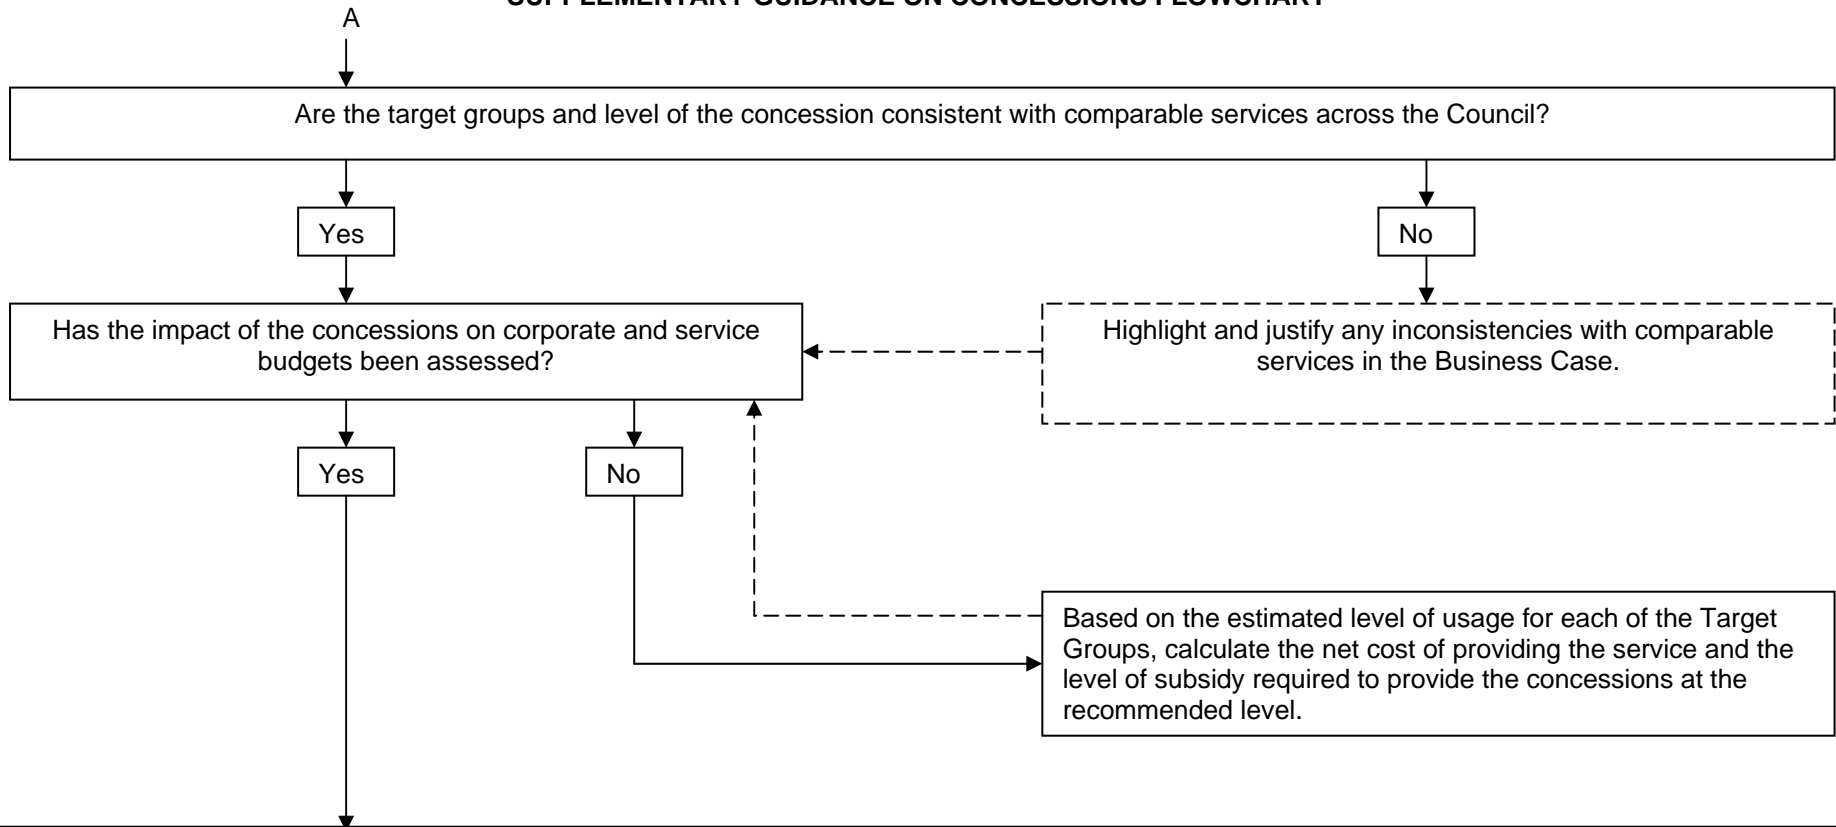 SUPPLEMENTARY GUIDANCE ON CONCESSIONS FLOWCHART
A
Are the target groups and level of the concession consistent with comparable services across the Council?
Yes
No
Has the impact of the concessions on corporate and service
budgets been assessed?
Highlight and justify any inconsistencies with comparable
services in the Business Case.
Yes
No
Based on the estimated level of usage for each of the Target
Groups, calculate the net cost of providing the service and the
level of subsidy required to provide the concessions at the
recommended level.